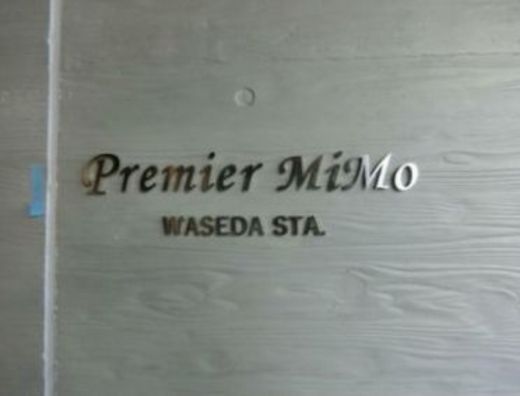 Premier MiMo
WASEDA STA.